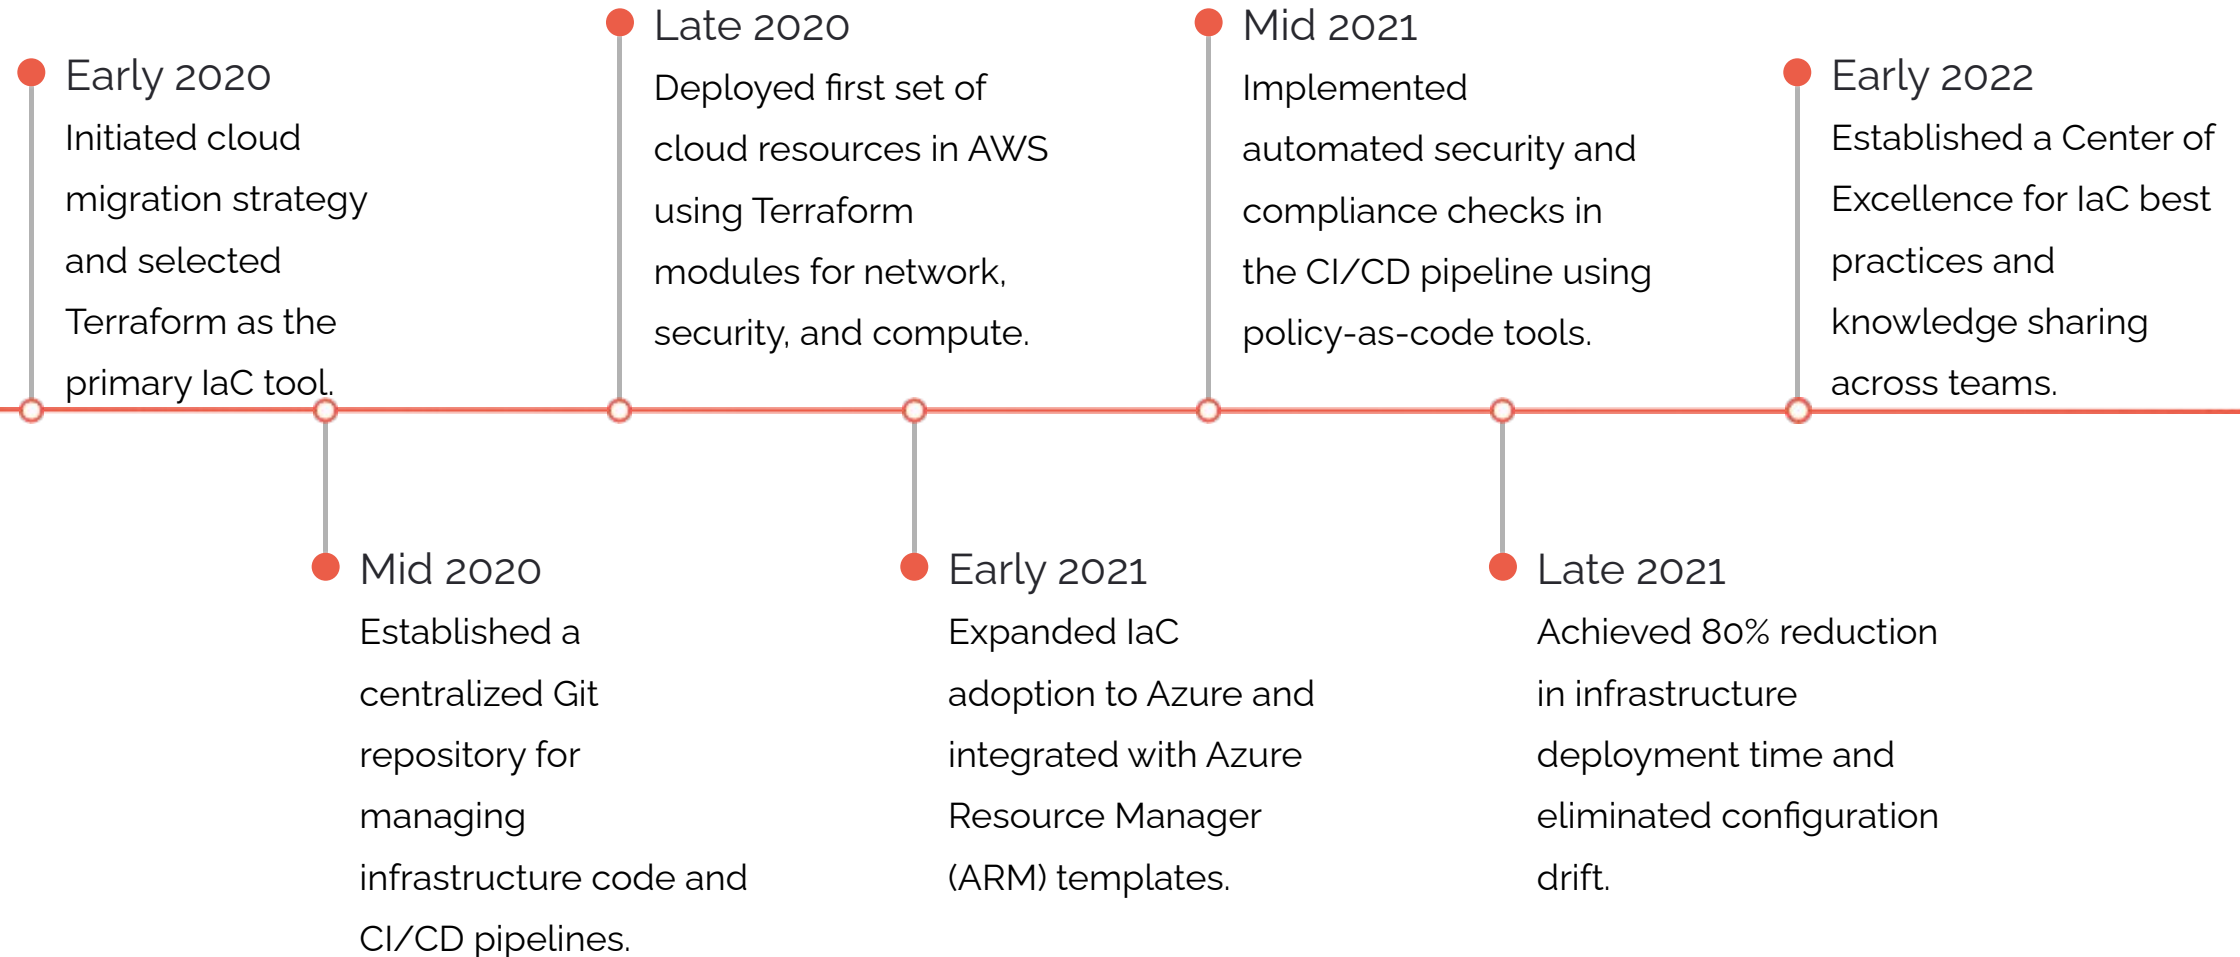 Early 2020
Initiated cloud
migration strategy
and selected
Terraform as the
primary IaC tool.
Mid 2020
Established a
centralized Git
repository for
managing
infrastructure code and
CI/CD pipelines.
Late 2020
Deployed first set of
cloud resources in AWS
using Terraform
modules for network,
security, and compute.
Early 2021
Expanded IaC
adoption to Azure and
integrated with Azure
Resource Manager
(ARM) templates.
Mid 2021
Implemented
automated security and
compliance checks in
the CI/CD pipeline using
policy-as-code tools.
Late 2021
Achieved 80% reduction
in infrastructure
deployment time and
eliminated configuration
drift.
Early 2022
Established a Center of
Excellence for IaC best
practices and
knowledge sharing
across teams.